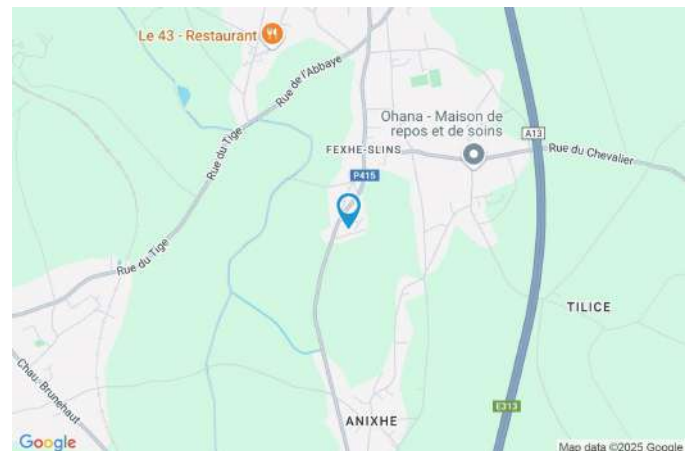 Le 43 - Restaurant
Rue de l'Abbaye
Ohana - Maison de
repos et de soins
A13
Rue du Chevalier
FEXHE-SLINS
Rue du Tige
P415
Rue du Tige
TILICE
Chau. Brunehaut
E313
ANIXHE
Google
Map data ©2025 Google